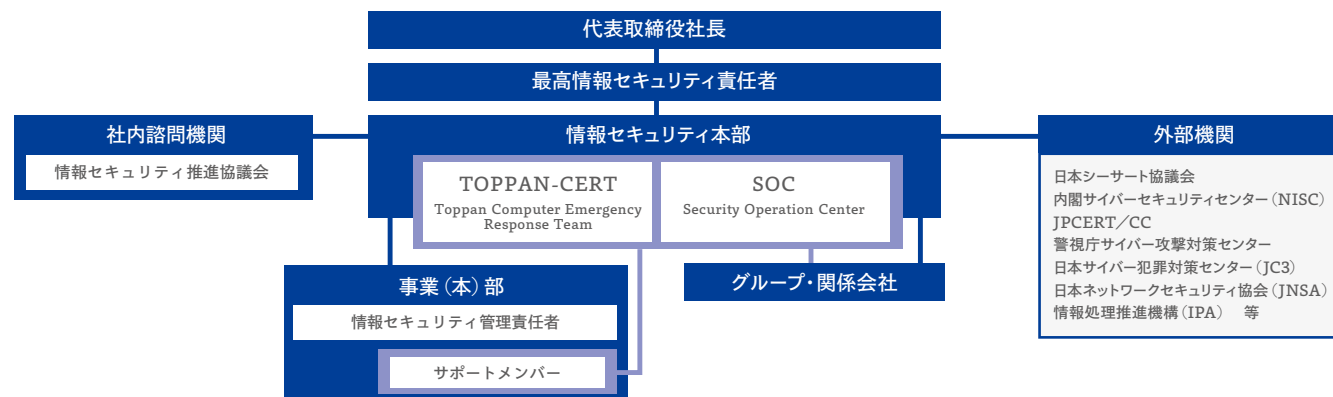 代表取締役社長
最高情報セキュリティ責任者
社内諮問機関
情報セキュリティ推進協議会
情報セキュリティ本部
TOPPAN-CERT
Toppan Computer Emergency
Response Team
SOC
Security Operation Center
外部機関
日本シーサート協議会
内閣サイバーセキュリティセンター(NISC)
JPCERT/CC
警視庁サイバー攻撃対策センター
日本サイバー犯罪対策センター(JC3)
日本ネットワークセキュリティ協会(JNSA)
情報処理推進機構(IPA) 等
事業(本)部
情報セキュリティ管理責任者
サポートメンバー
グループ・関係会社